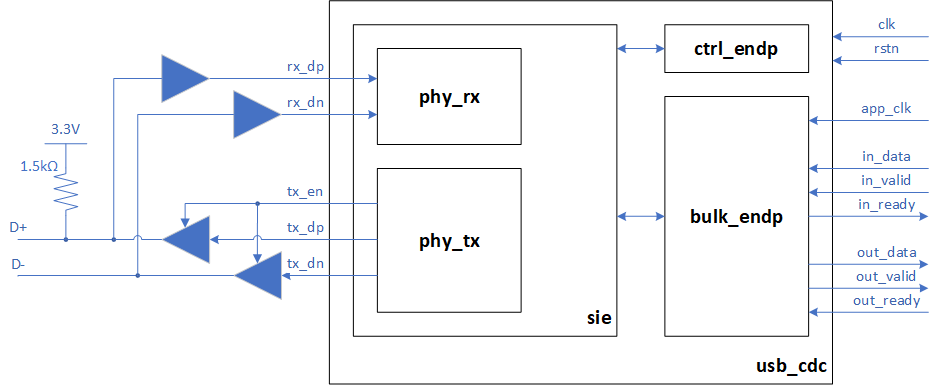 clk
ctrl_endp
rstn
rx_dp
phy_rx
rx_dn
app_clk
3.3V
1.5kΩ
in_data
in_valid
tx_en
in_ready
bulk_endp
D+
tx_dp
phy_tx
D-
tx_dn
out_data
out_valid
out_ready
sie
usb_cdc